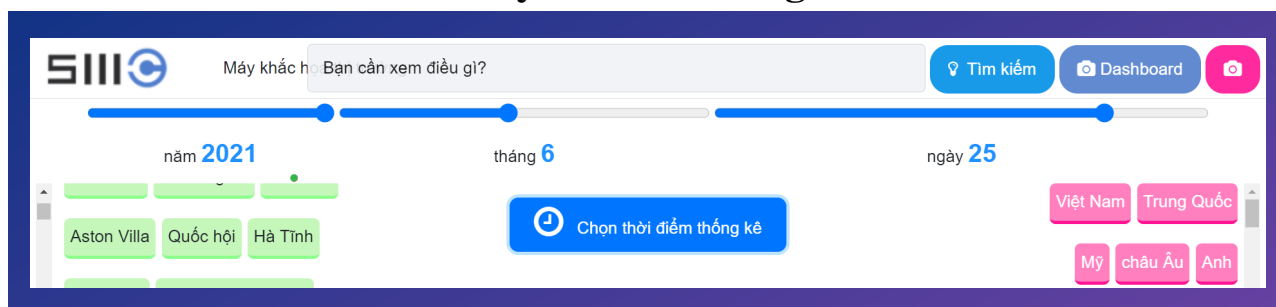 SIIIC
Máy khắc h Bạn cần xem điều gì? Tìm kiếm Dashboard
năm 2021 tháng 6 ngày 25
Chọn thời điểm thống kê
Việt Nam Trung Quốc
Aston Villa Quốc hội Hà Tĩnh
Mỹ châu Âu Anh